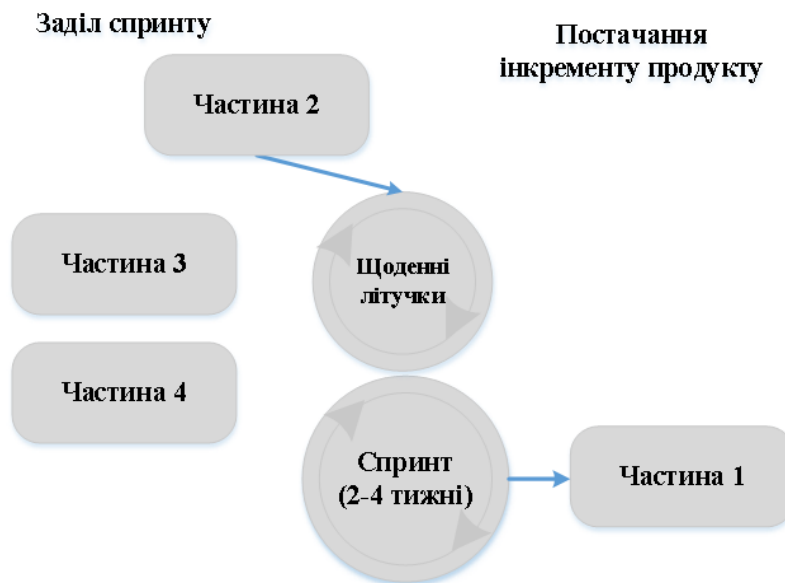 Заділ спринту
Постачання
інкременту продукту
Частина 2
Частина 3
Щоденні
літучки
Частина 4
Спринт
(2-4 тижні)
Частина 1